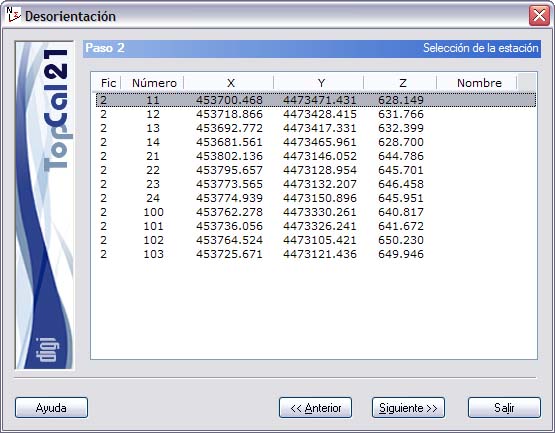 Desorientación
Paso 2 Selección de la estación
TopCal 21
digi
Fic Número X Y Z Nombre
2 11 453700.468 4473471.431 628.149
2 12 453718.866 4473428.415 631.766
2 13 453692.772 4473417.331 632.399
2 14 453681.561 4473465.961 628.700
2 21 453802.136 4473146.052 644.786
2 22 453795.657 4473128.954 645.701
2 23 453773.565 4473132.207 646.458
2 24 453774.939 4473150.896 645.951
2 100 453762.278 4473330.261 640.817
2 101 453736.056 4473326.241 641.672
2 102 453764.524 4473105.421 650.230
2 103 453725.671 4473121.436 649.946
Ayuda << Anterior Siguiente >> Salir